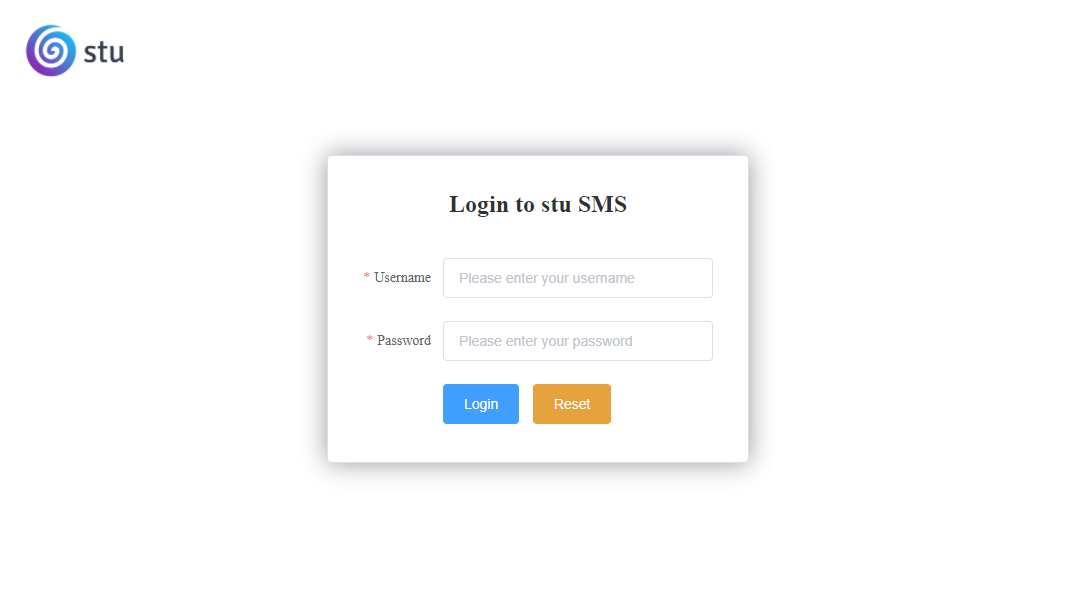 stu
Login to stu SMS
* Username
Please enter your username
* Password
Please enter your password
Login
Reset